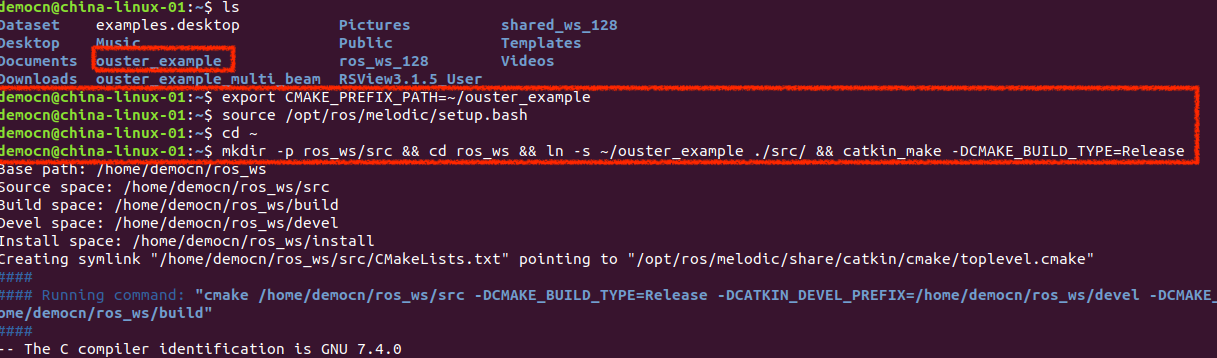 democn@china-linux-01:~$ ls
Dataset examples.desktop Pictures shared_ws_128
Desktop Music Public Templates
Documents ouster_example ros_ws_128 Videos
Downloads ouster_example_multi_beam RSView3.1.5_User
democn@china-linux-01:~$ export CMAKE_PREFIX_PATH=~/ouster_example
democn@china-linux-01:~$ source /opt/ros/melodic/setup.bash
democn@china-linux-01:~$ cd ~
democn@china-linux-01:~$ mkdir -p ros_ws/src && cd ros_ws && ln -s ~/ouster_example ./src/ && catkin_make -DCMAKE_BUILD_TYPE=Release
Base path: /home/democn/ros_ws
Source space: /home/democn/ros_ws/src
Build space: /home/democn/ros_ws/build
Devel space: /home/democn/ros_ws/devel
Install space: /home/democn/ros_ws/install
Creating symlink "/home/democn/ros_ws/src/CMakeLists.txt" pointing to "/opt/ros/melodic/share/catkin/cmake/toplevel.cmake"
####
#### Running command: "cmake /home/democn/ros_ws/src -DCMAKE_BUILD_TYPE=Release -DCATKIN_DEVEL_PREFIX=/home/democn/ros_ws/devel -DCMAKE_
ome/democn/ros_ws/build"
####
-- The C compiler identification is GNU 7.4.0